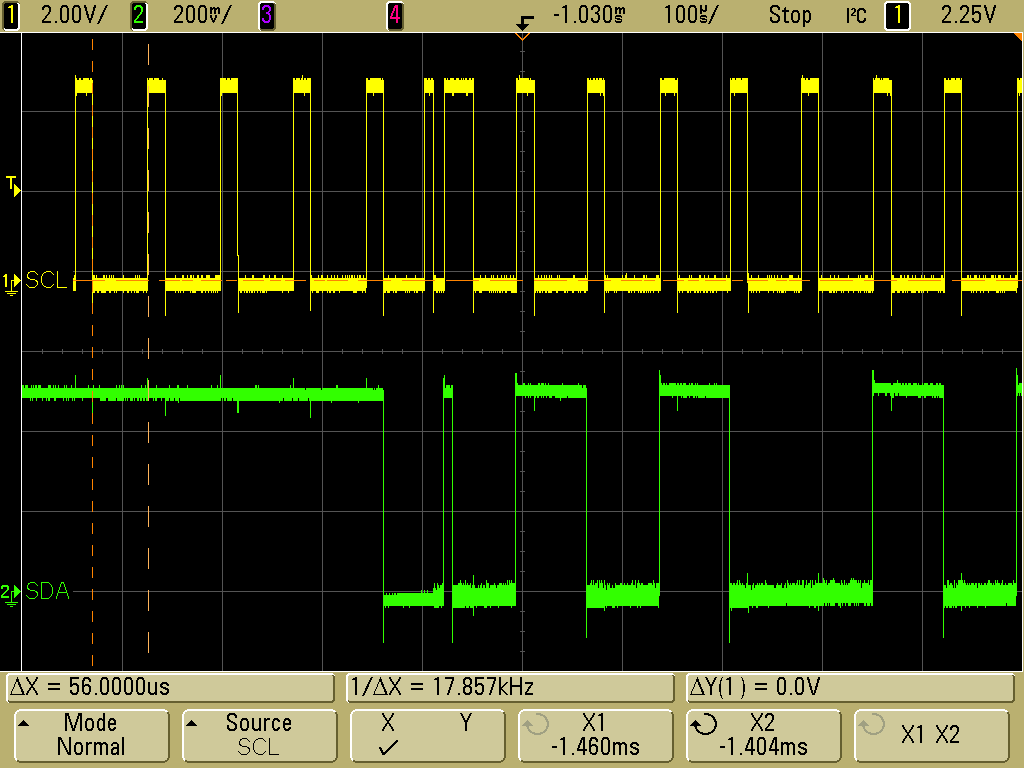 1 2.00V/ 2 200mV/ 3 4 -1.030ms 100µs/ Stop I²C 1 2.25V
T
1 SCL
2 SDA
ΔX = 56.0000us 1/ΔX = 17.857kHz ΔY(1) = 0.0V
Mode Source X Y X1 X2 X1 X2
Normal SCL ✓ -1.460ms -1.404ms